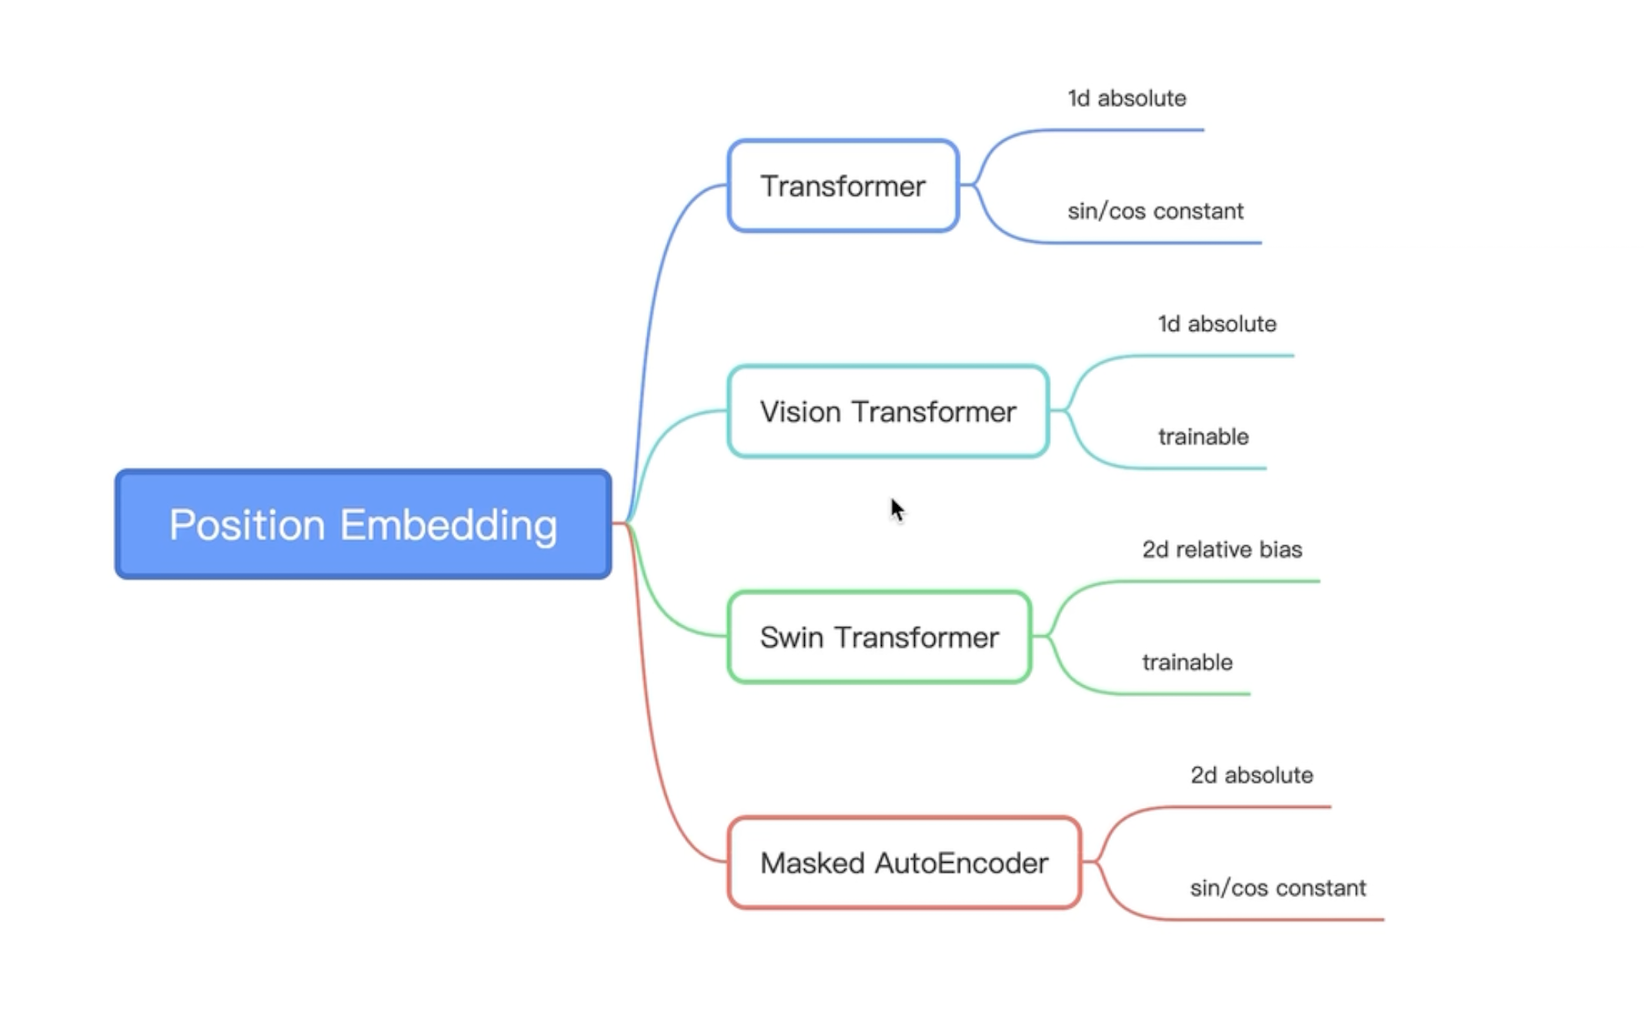 Position Embedding
Transformer
1d absolute
sin/cos constant
Vision Transformer
1d absolute
trainable
Swin Transformer
2d relative bias
trainable
Masked AutoEncoder
2d absolute
sin/cos constant